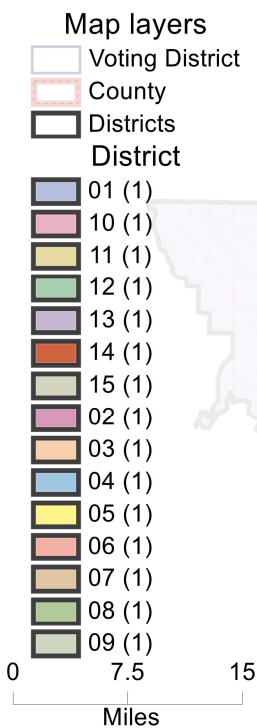 Map layers
Voting District
County
Districts
District
01 (1)
10 (1)
11 (1)
12 (1)
13 (1)
14 (1)
15 (1)
02 (1)
03 (1)
04 (1)
05 (1)
06 (1)
07 (1)
08 (1)
09 (1)
0 7.5 15
Miles